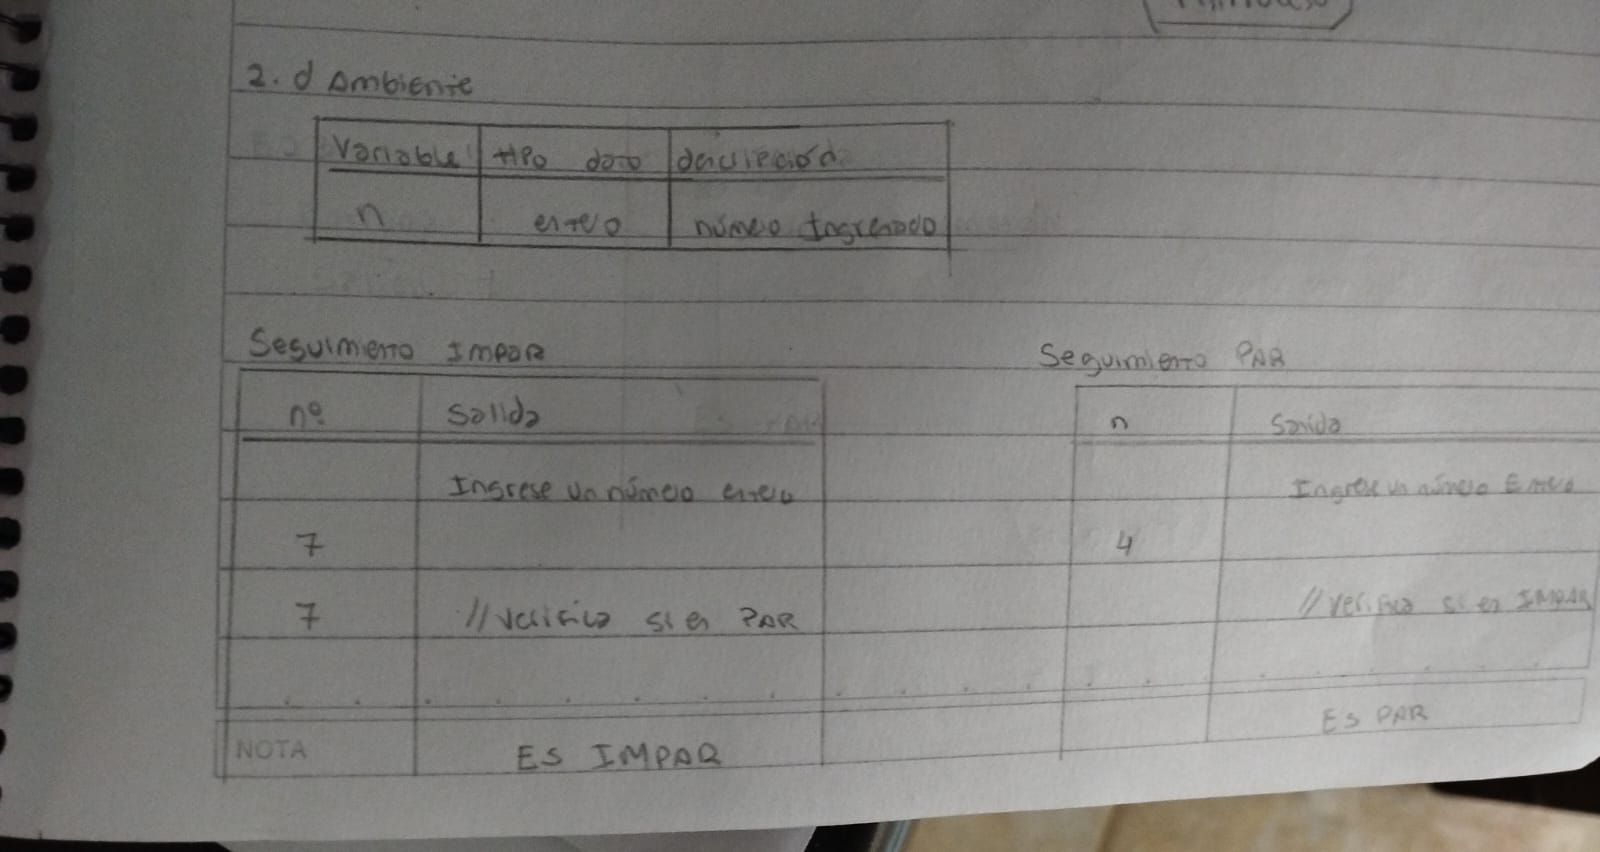 2. d Ambiente
Variable tipo dato descripción
n entero número Ingresado
Seguimiento IMPAR
nº Salida
Ingrese un número entero
7
7 //Verifica si es PAR
NOTA ES IMPAR
Seguimiento PAR
n Salida
Ingrese un número Entero
4
//Verifica si es IMPAR
ES PAR